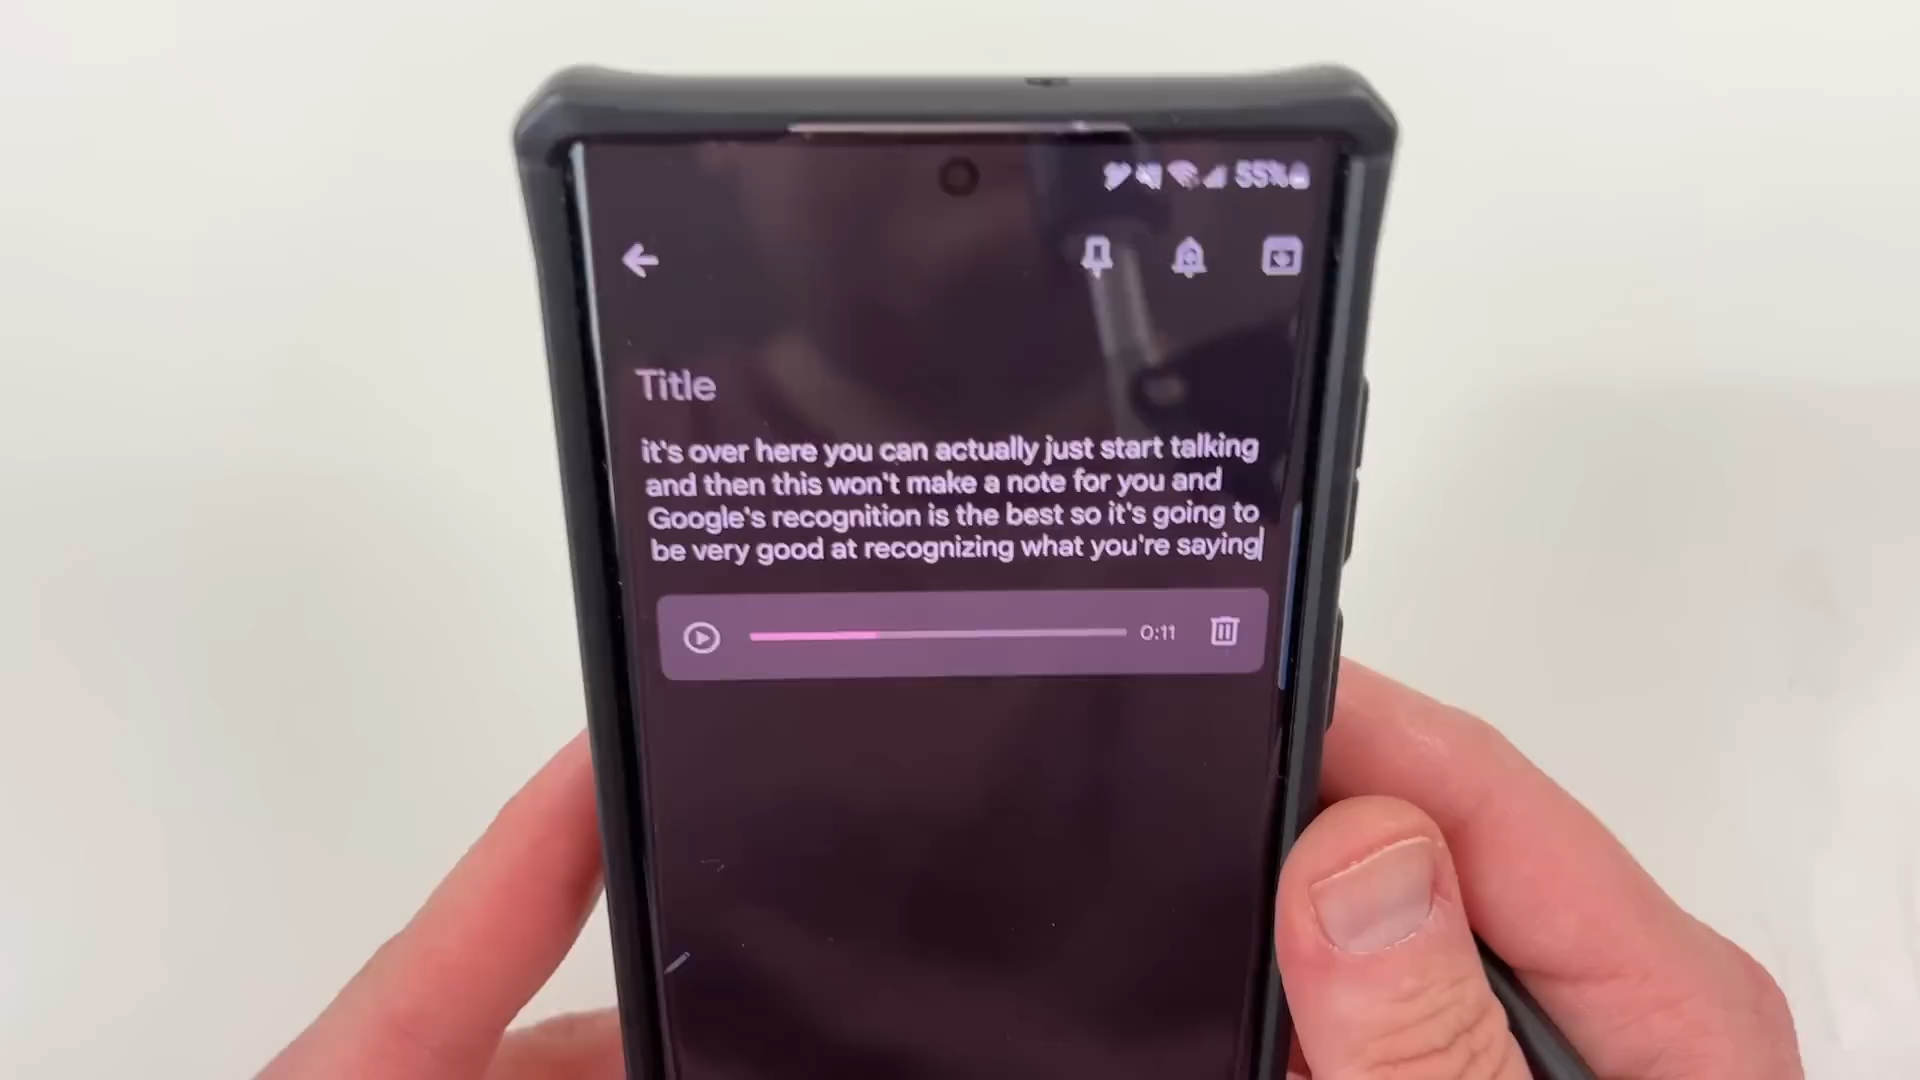 55%
Title
it's over here you can actually just start talking
and then this won't make a note for you and
Google's recognition is the best so it's going to
be very good at recognizing what you're saying
0:11